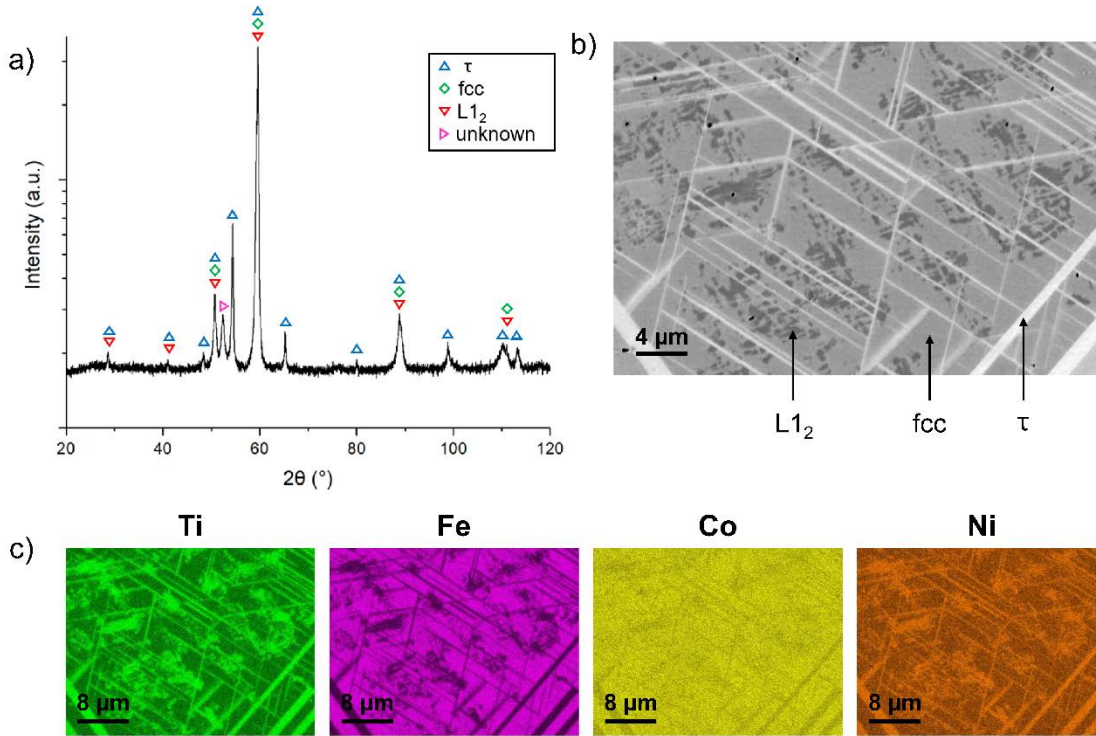 a)
Intensity (a.u.)
τ
fcc
L1₂
unknown
20
40
60
80
100
120
2θ (°)
b)
4 µm
L1₂
fcc
τ
c)
Ti
Fe
Co
Ni
8 µm
8 µm
8 µm
8 µm